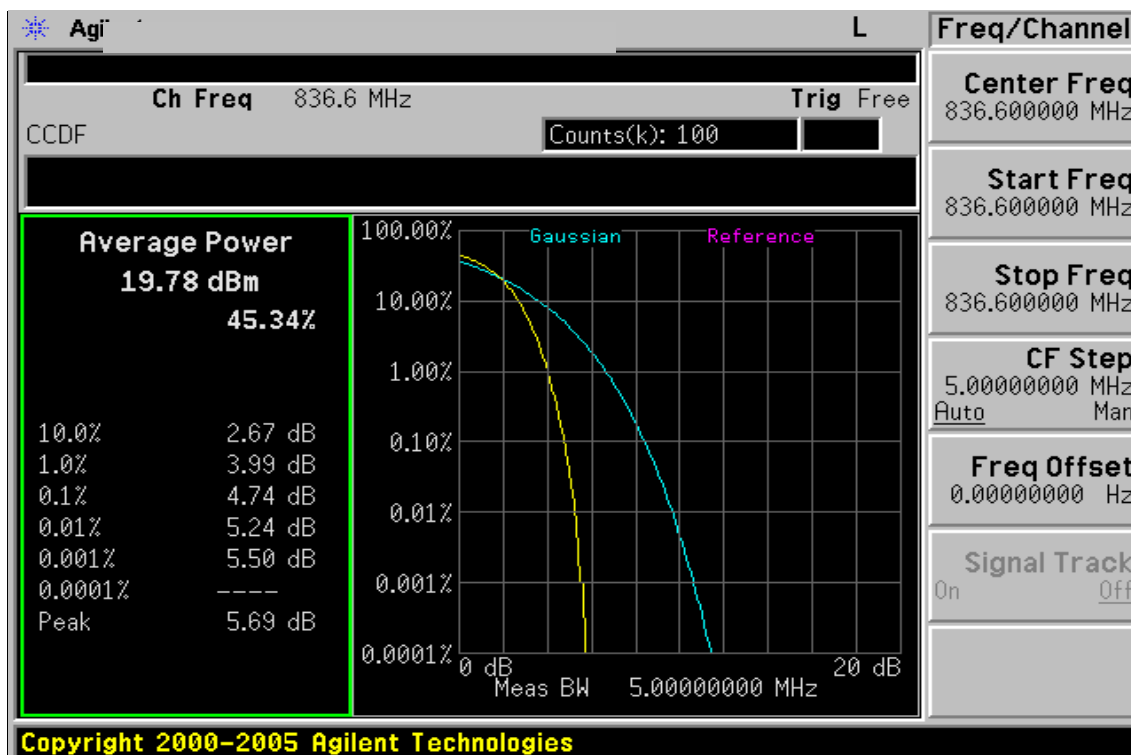 Agi L Freq/Channel
Ch Freq 836.6 MHz Trig Free
CCDF Counts(k): 100
Average Power
19.78 dBm
45.34%
10.0% 2.67 dB
1.0% 3.99 dB
0.1% 4.74 dB
0.01% 5.24 dB
0.001% 5.50 dB
0.0001% ----
Peak 5.69 dB
Gaussian Reference
100.00%
10.00%
1.00%
0.10%
0.01%
0.001%
0.0001%
0 dB 20 dB
Meas BW 5.00000000 MHz
Center Freq
836.600000 MHz
Start Freq
836.600000 MHz
Stop Freq
836.600000 MHz
CF Step
5.00000000 MHz
Auto Man
Freq Offset
0.00000000 Hz
Signal Track
On Off
Copyright 2000-2005 Agilent Technologies